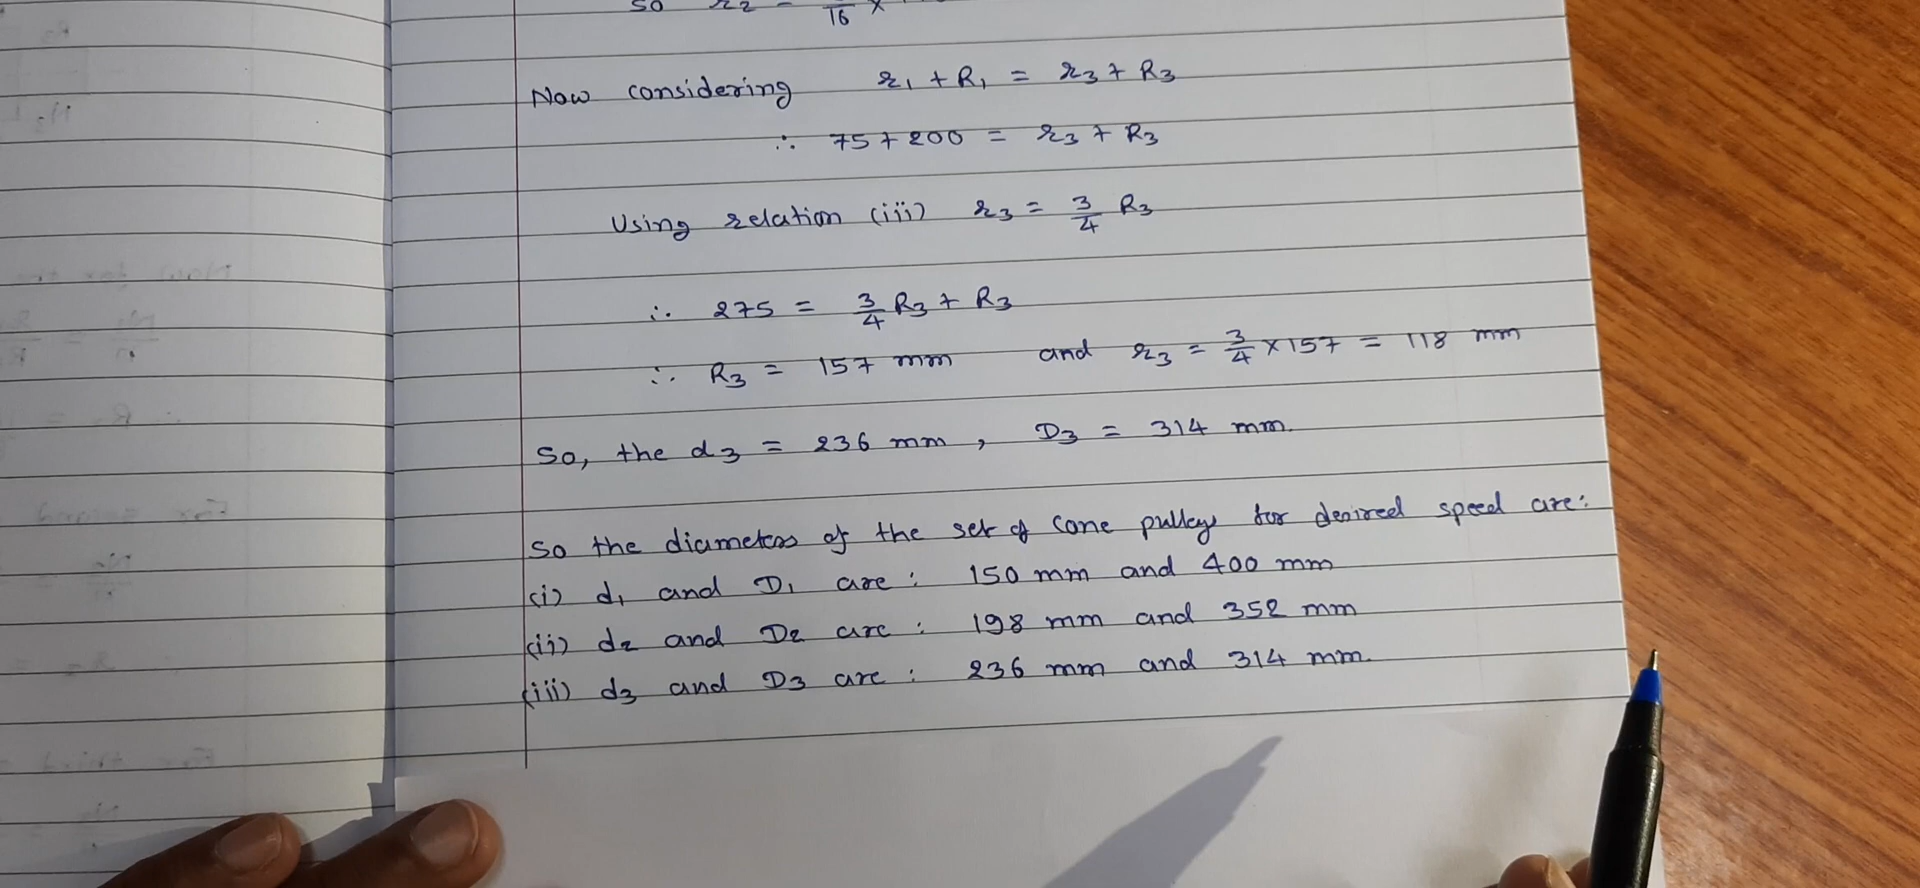 so r2 = /16 ×
Now considering r1 + R1 = r3 + R3
∴ 75 + 200 = r3 + R3
Using relation (iii) r3 = 3/4 R3
∴ 275 = 3/4 R3 + R3
∴ R3 = 157 mm and r3 = 3/4 × 157 = 118 mm
So, the d3 = 236 mm, D3 = 314 mm.
So the diameters of the set of cone pulleys for desired speed are:
(i) d1 and D1 are: 150 mm and 400 mm
(ii) d2 and D2 are: 198 mm and 352 mm
(iii) d3 and D3 are: 236 mm and 314 mm.